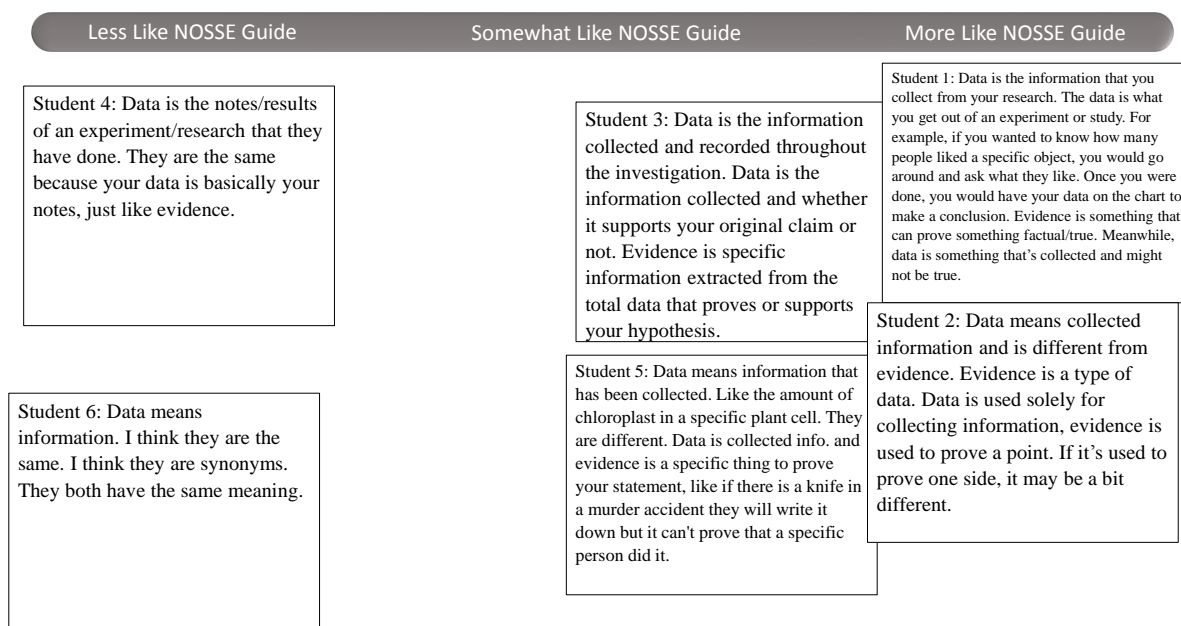 Less Like NOSSE Guide
Somewhat Like NOSSE Guide
More Like NOSSE Guide
Student 4: Data is the notes/results
of an experiment/research that they
have done. They are the same
because your data is basically your
notes, just like evidence.
Student 6: Data means
information. I think they are the
same. I think they are synonyms.
They both have the same meaning.
Student 3: Data is the information
collected and recorded throughout
the investigation. Data is the
information collected and whether
it supports your original claim or
not. Evidence is specific
information extracted from the
total data that proves or supports
your hypothesis.
Student 5: Data means information that
has been collected. Like the amount of
chloroplast in a specific plant cell. They
are different. Data is collected info. and
evidence is a specific thing to prove
your statement, like if there is a knife in
a murder accident they will write it
down but it can't prove that a specific
person did it.
Student 1: Data is the information that you
collect from your research. The data is what
you get out of an experiment or study. For
example, if you wanted to know how many
people liked a specific object, you would go
around and ask what they like. Once you were
done, you would have your data on the chart to
make a conclusion. Evidence is something that
can prove something factual/true. Meanwhile,
data is something that's collected and might
not be true.
Student 2: Data means collected
information and is different from
evidence. Evidence is a type of
data. Data is used solely for
collecting information, evidence is
used to prove a point. If it's used to
prove one side, it may be a bit
different.